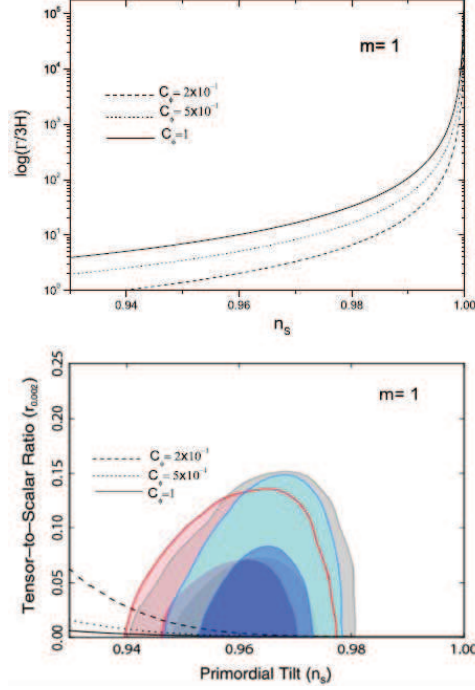 m= 1
C_ϕ= 2x10⁻¹
C_ϕ= 5x10⁻¹
C_ϕ=1
log(Γ/3H)
10⁵
10⁴
10³
10²
10¹
10⁰
0.94 0.96 0.98 1.00
n_s
m= 1
C_ϕ= 2x10⁻¹
C_ϕ= 5x10⁻¹
C_ϕ=1
Tensor-to-Scalar Ratio (r₀.₀₀₂)
0.25
0.20
0.15
0.10
0.05
0.00
0.94 0.96 0.98 1.00
Primordial Tilt (n_s)